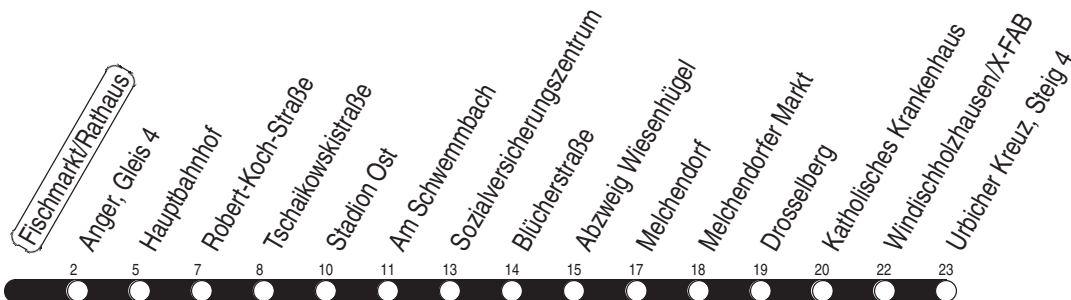 Fischmarkt/Rathaus
Anger, Gleis 4
Hauptbahnhof
Robert-Koch-Straße
Tschaikowskistraße
Stadion Ost
Am Schwemmbach
Sozialversicherungszentrum
Blücherstraße
Abzweig Wiesenhügel
Melchendorf
Melchendorfer Markt
Drosselberg
Katholisches Krankenhaus
Windischholzhausen/X-FAB
Urbicher Kreuz, Steig 4
2 5 7 8 10 11 13 14 15 17 18 19 20 22 23